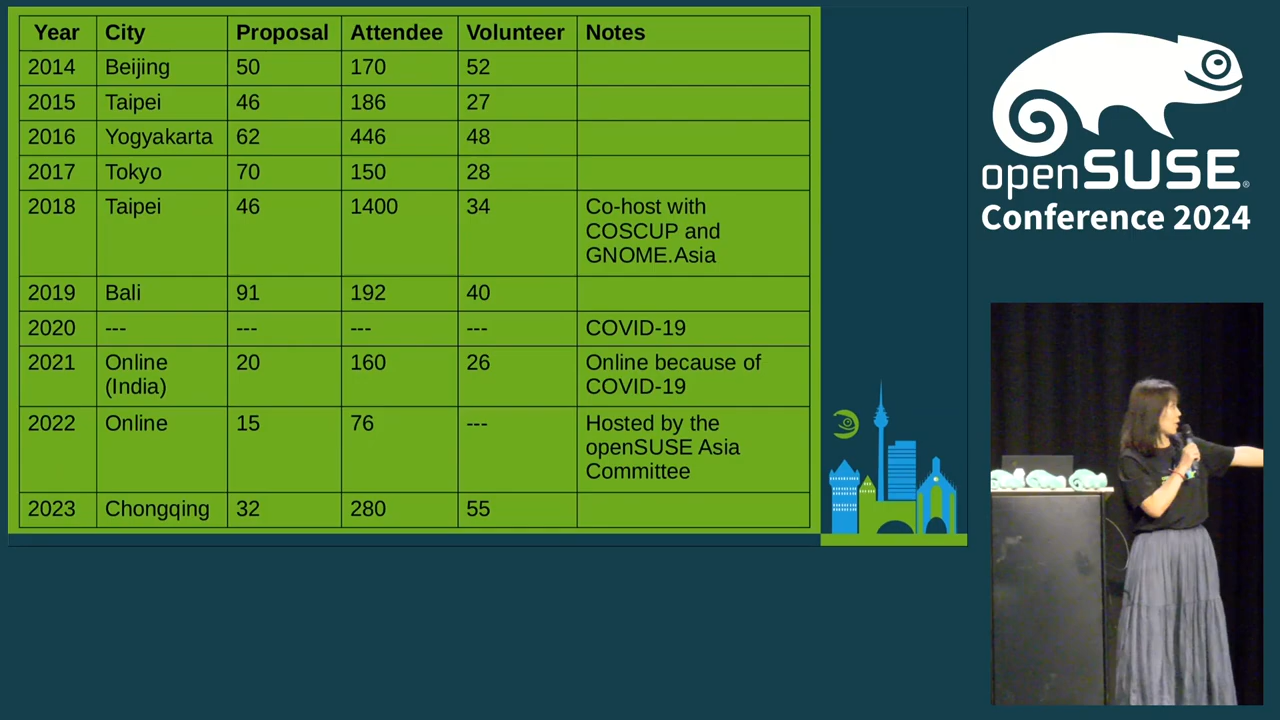 Year City Proposal Attendee Volunteer Notes
2014 Beijing 50 170 52
2015 Taipei 46 186 27
2016 Yogyakarta 62 446 48
2017 Tokyo 70 150 28
2018 Taipei 46 1400 34 Co-host with
COSCUP and
GNOME.Asia
2019 Bali 91 192 40
2020 --- --- --- --- COVID-19
2021 Online 20 160 26 Online because of
(India) COVID-19
2022 Online 15 76 --- Hosted by the
openSUSE Asia
Committee
2023 Chongqing 32 280 55
openSUSE®
Conference 2024